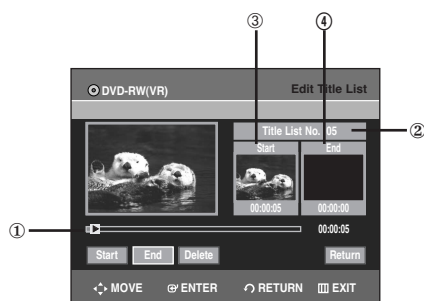 ③ ④
DVD-RW(VR) Edit Title List
Title List No. 05 ②
Start End
00:00:05 00:00:00
① 00:00:05
Start End Delete Return
MOVE ENTER RETURN EXIT